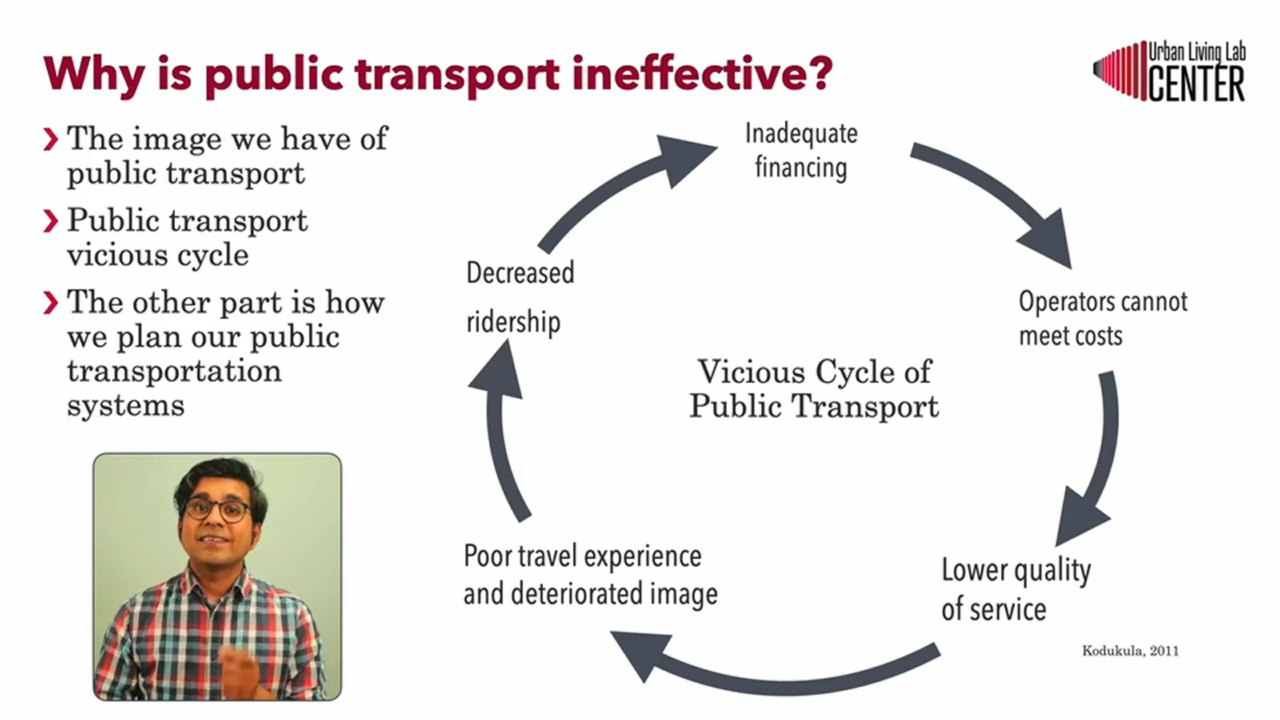 Why is public transport ineffective?
Urban Living Lab
CENTER
❯ The image we have of
public transport
❯ Public transport
vicious cycle
❯ The other part is how
we plan our public
transportation
systems
Inadequate
financing
Operators cannot
meet costs
Lower quality
of service
Poor travel experience
and deteriorated image
Decreased
ridership
Vicious Cycle of
Public Transport
Kodukula, 2011